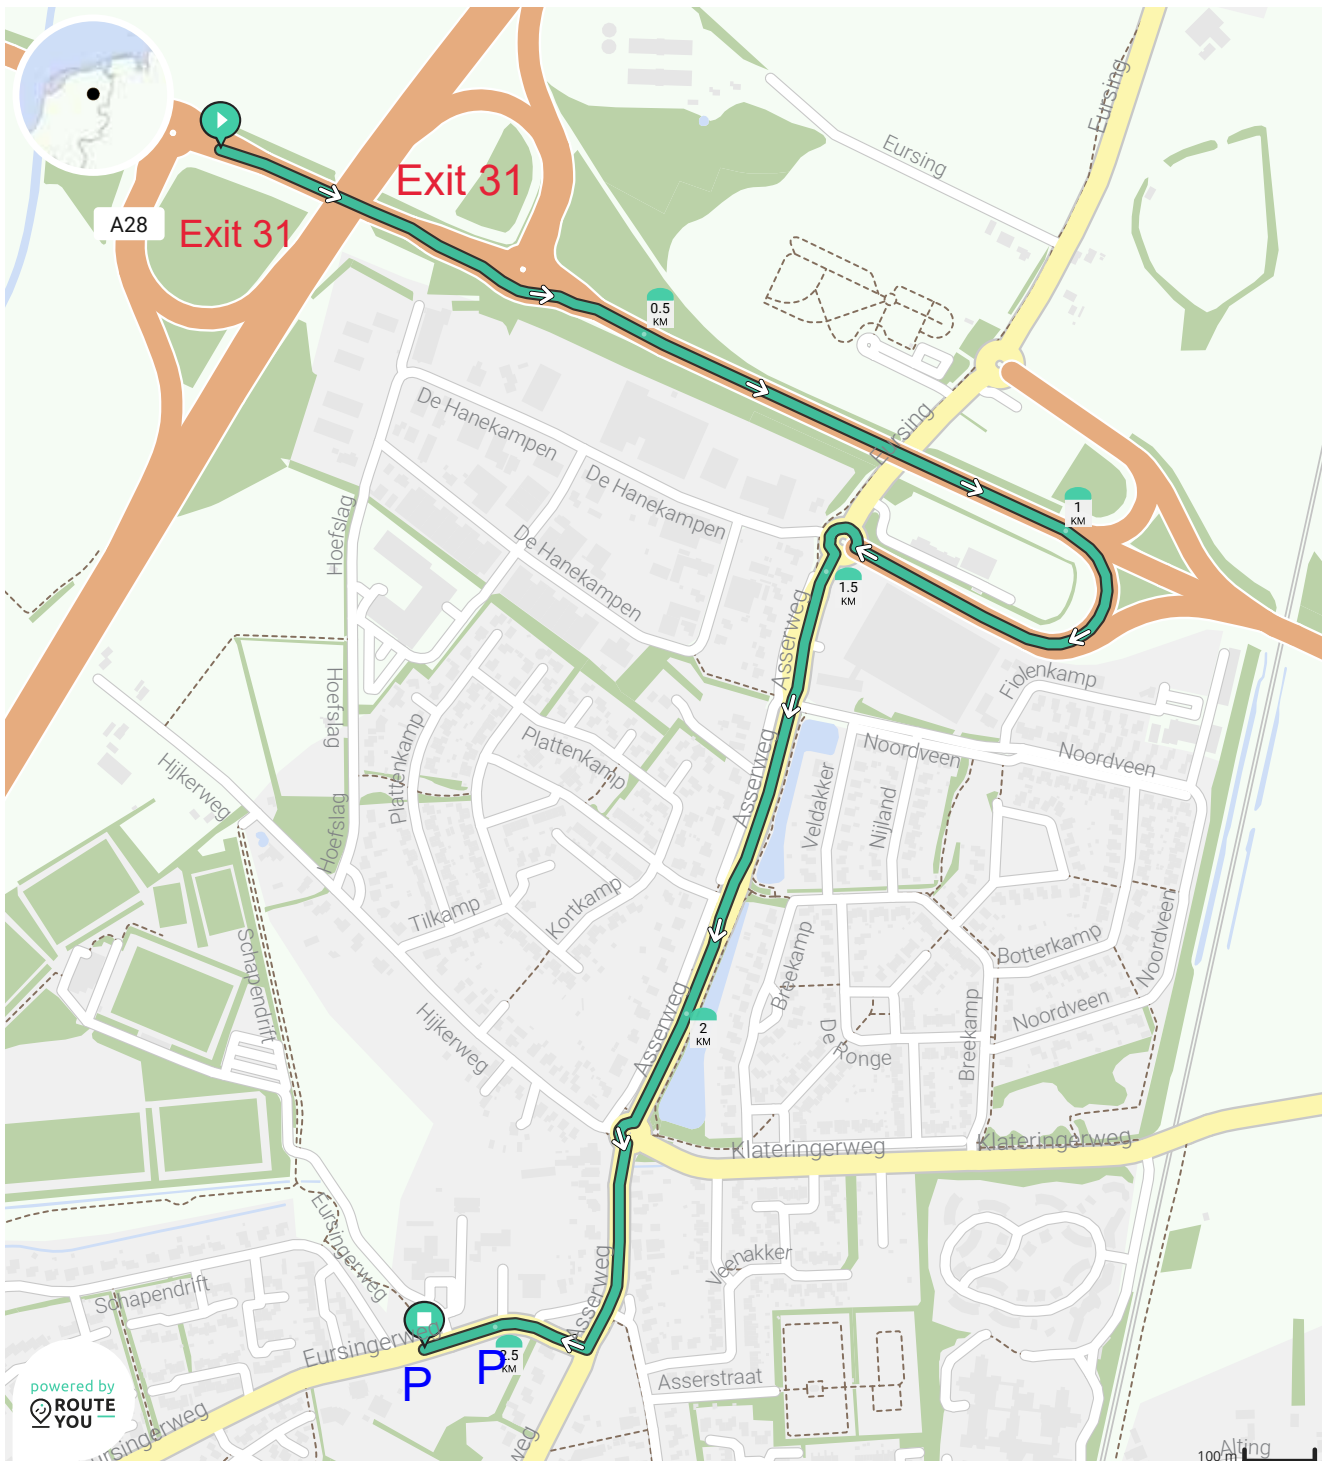 Eursing
Eursing
Exit 31
A28
Exit 31
0.5
KM
Eursing
De Hanekampen
De Hanekampen
1
KM
Hoefslag
De Hanekampen
1.5
KM
Asserweg
Fiolenkamp
Hoefslag
Plattenkamp
Plattenkamp
Noordveen
Noordveen
Hijkerweg
Asserweg
Veldakker
Nijland
Hoefslag
Tilkamp
Kortkamp
Schapendrift
Breekamp
Botterkamp
Noordveen
Hijkerweg
Asserweg
2
KM
De Ronge
Breekamp
Noordveen
Klateringerweg
Klateringerweg
Eursingerweg
Schapendrift
Asserweg
Veenakker
Eursingerweg
2.5
KM
P
P
Asserstraat
powered by
ROUTE
YOU
Eursingerweg
weg
Alting
100 m